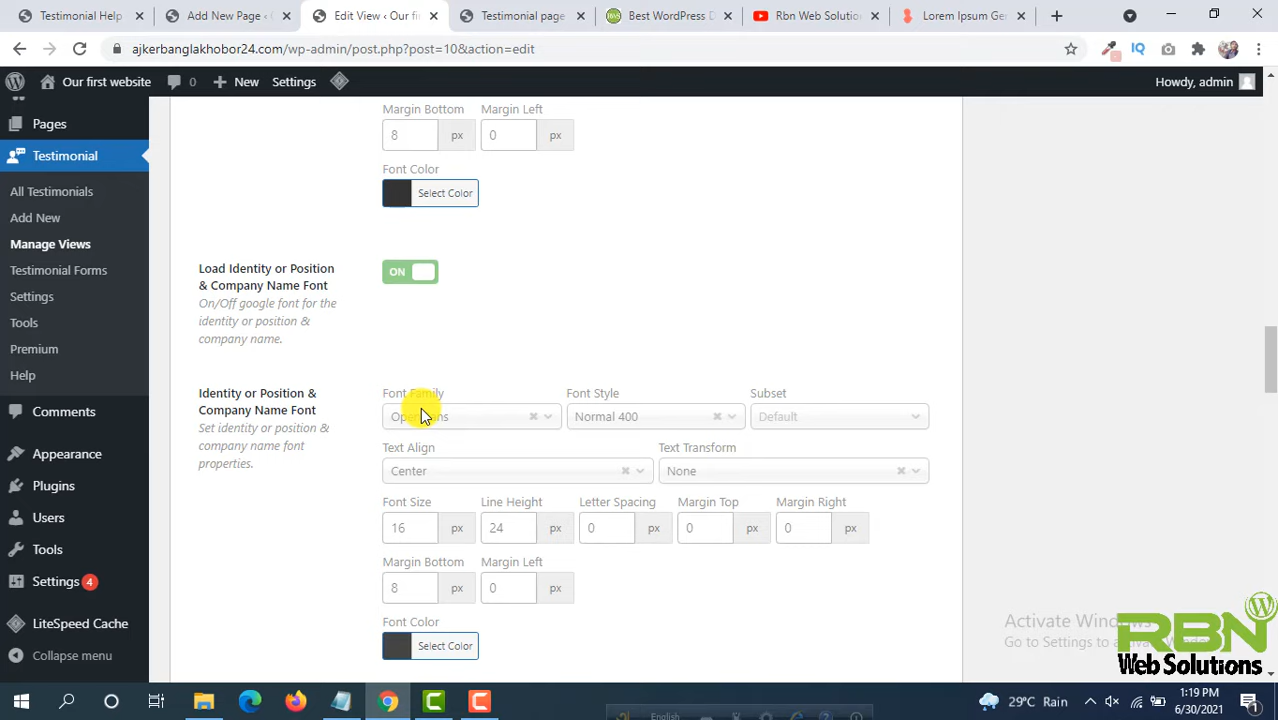 Testimonial Help
Add New Page ‹
Edit View ‹ Our fi
Testimonial page
Best WordPress D
Rbn Web Solution
Lorem Ipsum Ge
ajkerbanglakhobor24.com/wp-admin/post.php?post=10&action=edit
Our first website 0 New Settings Howdy, admin
Pages
Testimonial
All Testimonials
Add New
Manage Views
Testimonial Forms
Settings
Tools
Premium
Help
Comments
Appearance
Plugins
Users
Tools
Settings 4
LiteSpeed Cache
Collapse menu
Margin Bottom Margin Left
8 px 0 px
Font Color
Select Color
Load Identity or Position
& Company Name Font
On/Off google font for the
identity or position &
company name.
ON
Identity or Position &
Company Name Font
Set identity or position &
company name font
properties.
Font Family Font Style Subset
Open Sans Normal 400 Default
Text Align Text Transform
Center None
Font Size Line Height Letter Spacing Margin Top Margin Right
16 px 24 px 0 px 0 px 0 px
Margin Bottom Margin Left
8 px 0 px
Font Color
Select Color
Activate Windows
Go to Settings to
RBN
Web Solutions
English
29°C Rain
1:19 PM
6/30/2021
1